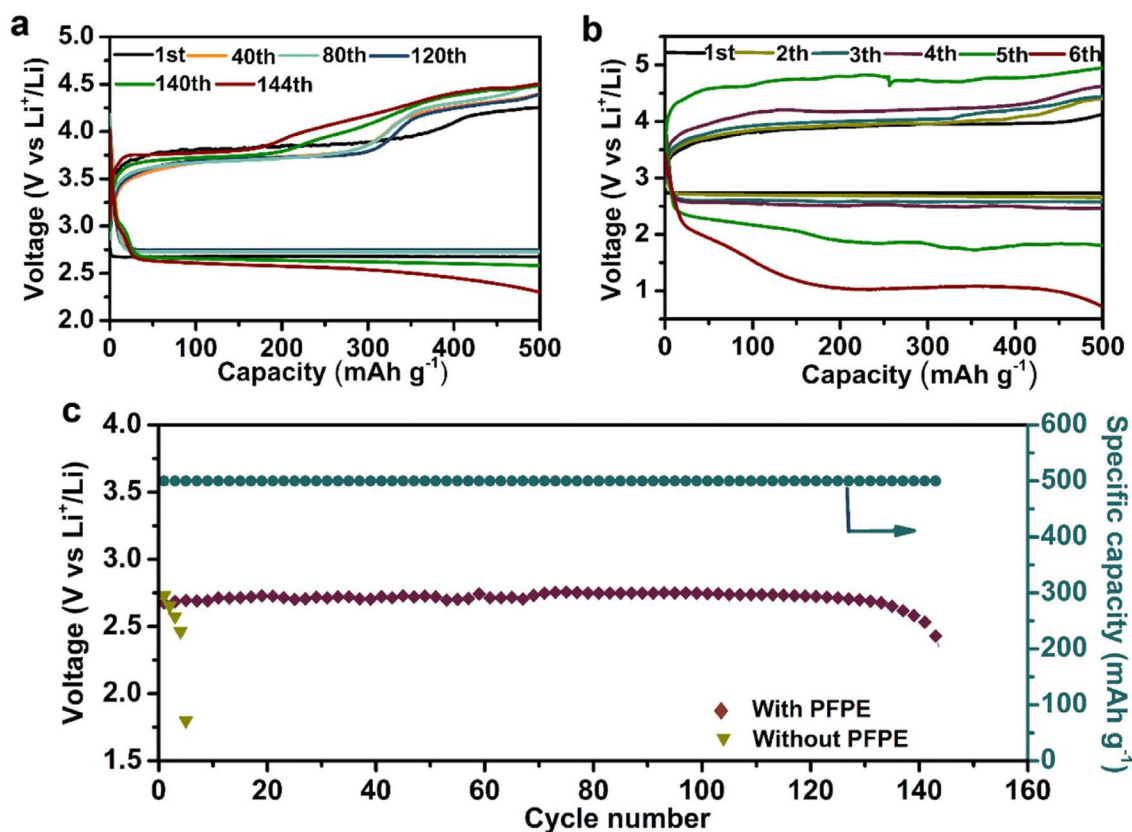 a
1st 40th 80th 120th
140th 144th
5.0
4.5
4.0
3.5
3.0
2.5
2.0
0 100 200 300 400 500
Voltage (V vs Li⁺/Li)
Capacity (mAh g⁻¹)
b
1st 2th 3th 4th 5th 6th
5
4
3
2
1
0 100 200 300 400 500
Voltage (V vs Li⁺/Li)
Capacity (mAh g⁻¹)
c
4.0
3.5
3.0
2.5
2.0
1.5
Voltage (V vs Li⁺/Li)
600
500
400
300
200
100
0
Specific capacity (mAh g⁻¹)
With PFPE
Without PFPE
0 20 40 60 80 100 120 140 160
Cycle number